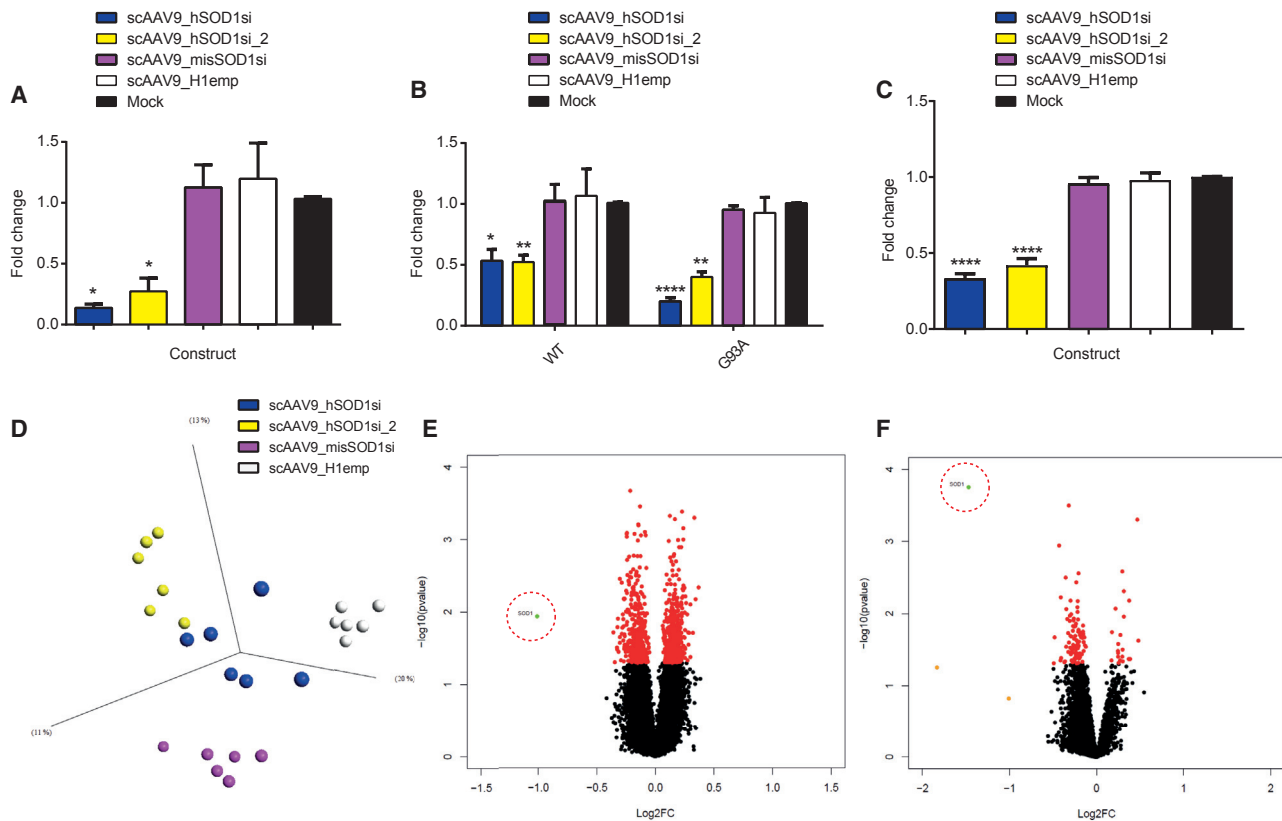 A
scAAV9_hSOD1si
scAAV9_hSOD1si_2
scAAV9_misSOD1si
scAAV9_H1emp
Mock
Fold change
1.5
1.0
0.5
0.0
*
*
Construct
B
scAAV9_hSOD1si
scAAV9_hSOD1si_2
scAAV9_misSOD1si
scAAV9_H1emp
Mock
Fold change
1.5
1.0
0.5
0.0
*
**
****
**
WT
G93A
C
scAAV9_hSOD1si
scAAV9_hSOD1si_2
scAAV9_misSOD1si
scAAV9_H1emp
Mock
Fold change
1.5
1.0
0.5
0.0
****
****
Construct
D
scAAV9_hSOD1si
scAAV9_hSOD1si_2
scAAV9_misSOD1si
scAAV9_H1emp
(13 %)
(11 %)
E
−log10(pvalue)
4
3
2
1
0
SOD1
−1.5 −1.0 −0.5 0.0 0.5 1.0 1.5
Log2FC
F
−log10(pvalue)
4
3
2
1
0
SOD1
−2 −1 0 1 2
Log2FC